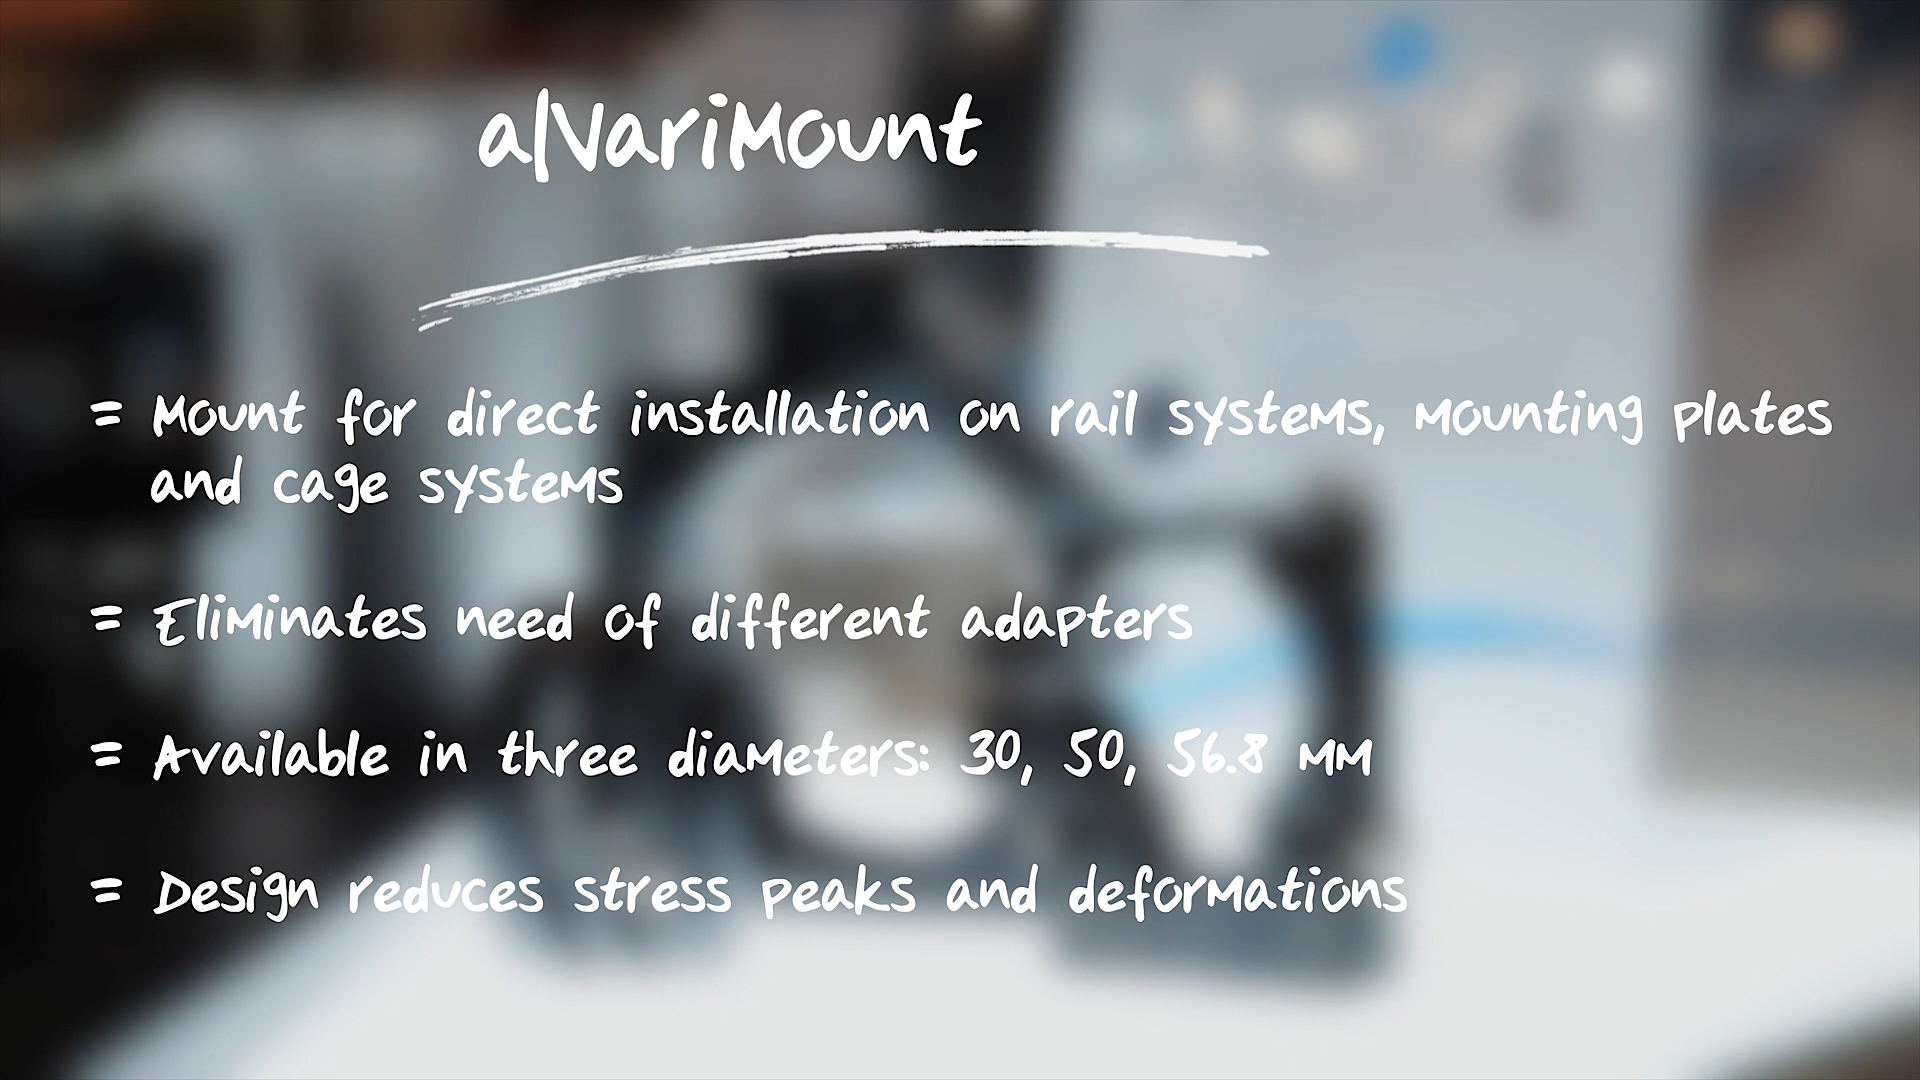 a|VariMount
= Mount for direct installation on rail systems, mounting plates
and cage systems
= Eliminates need of different adapters
= Available in three diameters: 30, 50, 56.8 mm
= Design reduces stress peaks and deformations